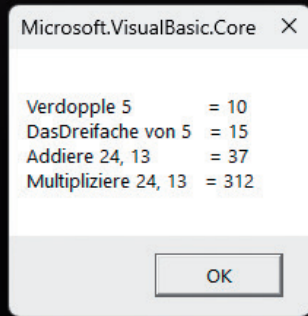 Microsoft.VisualBasic.Core
Verdopple 5 = 10
DasDreifache von 5 = 15
Addiere 24, 13 = 37
Multipliziere 24, 13 = 312
OK